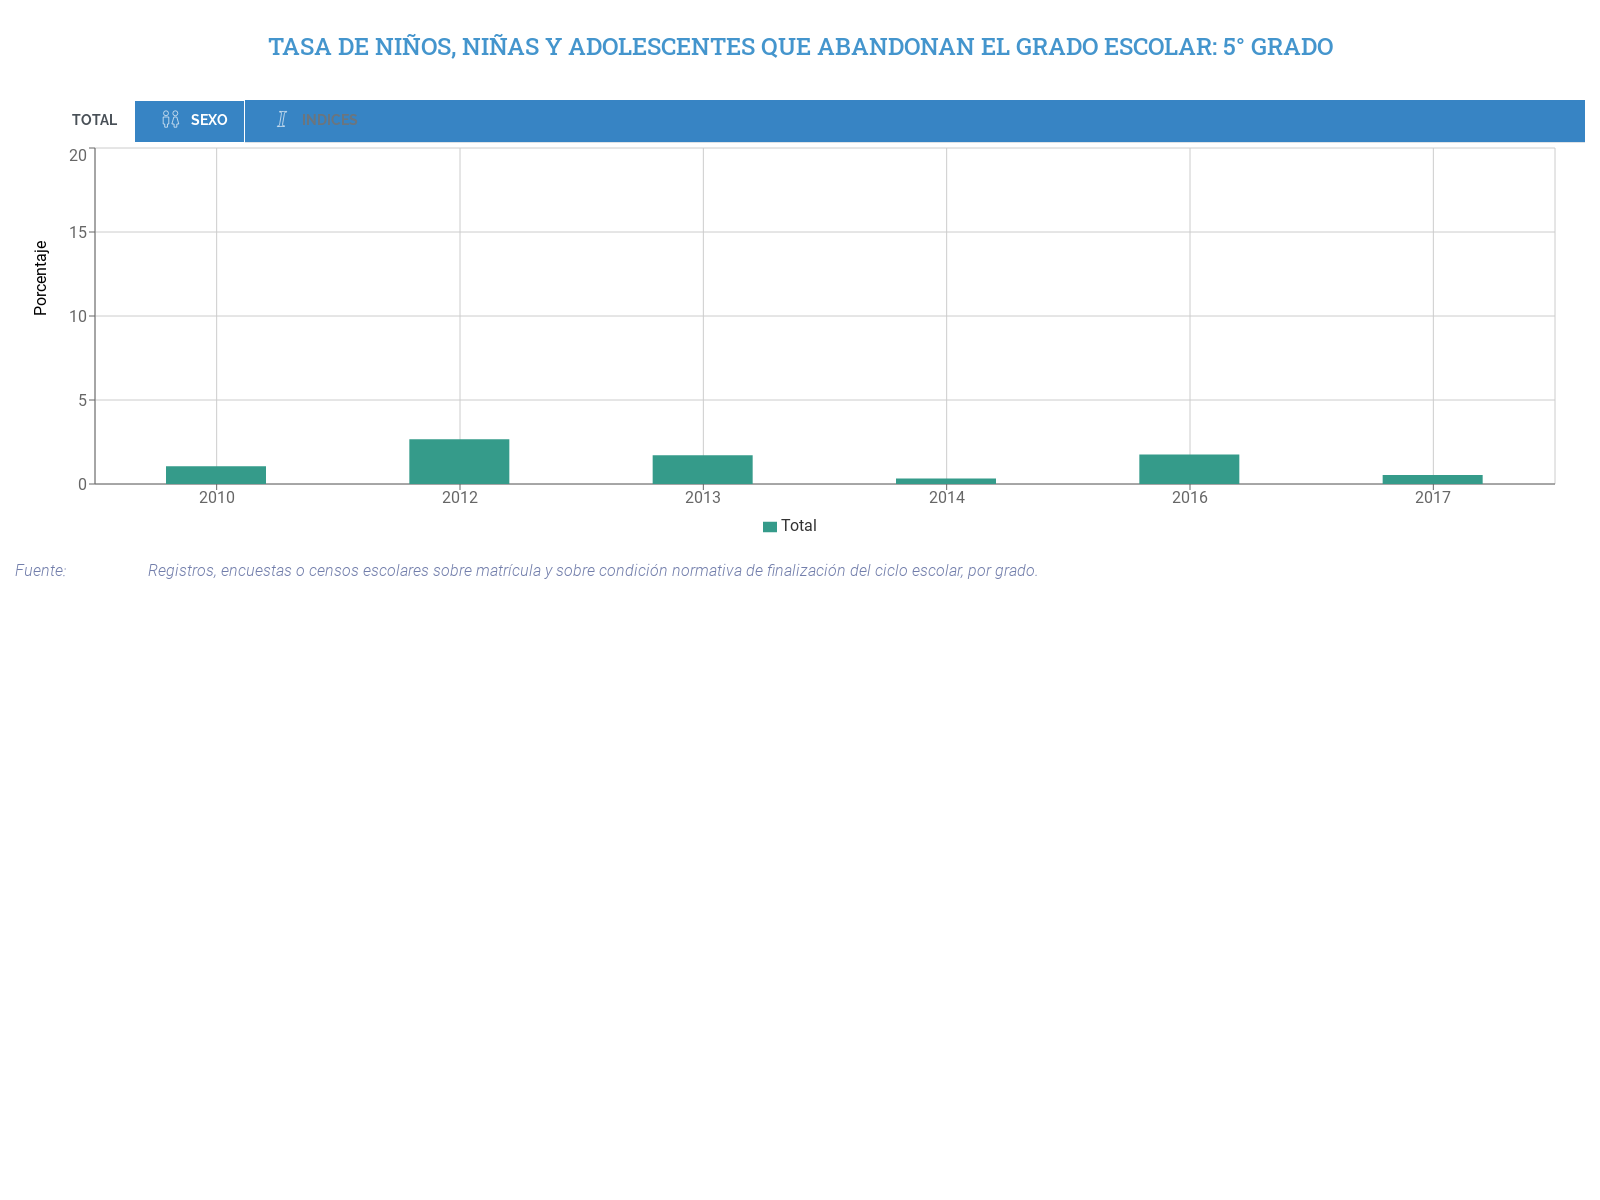 TASA DE NIÑOS, NIÑAS Y ADOLESCENTES QUE ABANDONAN EL GRADO ESCOLAR: 5° GRADO
TOTAL SEXO INDICES
20
15
10
5
0
Porcentaje
2010 2012 2013 2014 2016 2017
Total
Fuente: Registros, encuestas o censos escolares sobre matrícula y sobre condición normativa de finalización del ciclo escolar, por grado.